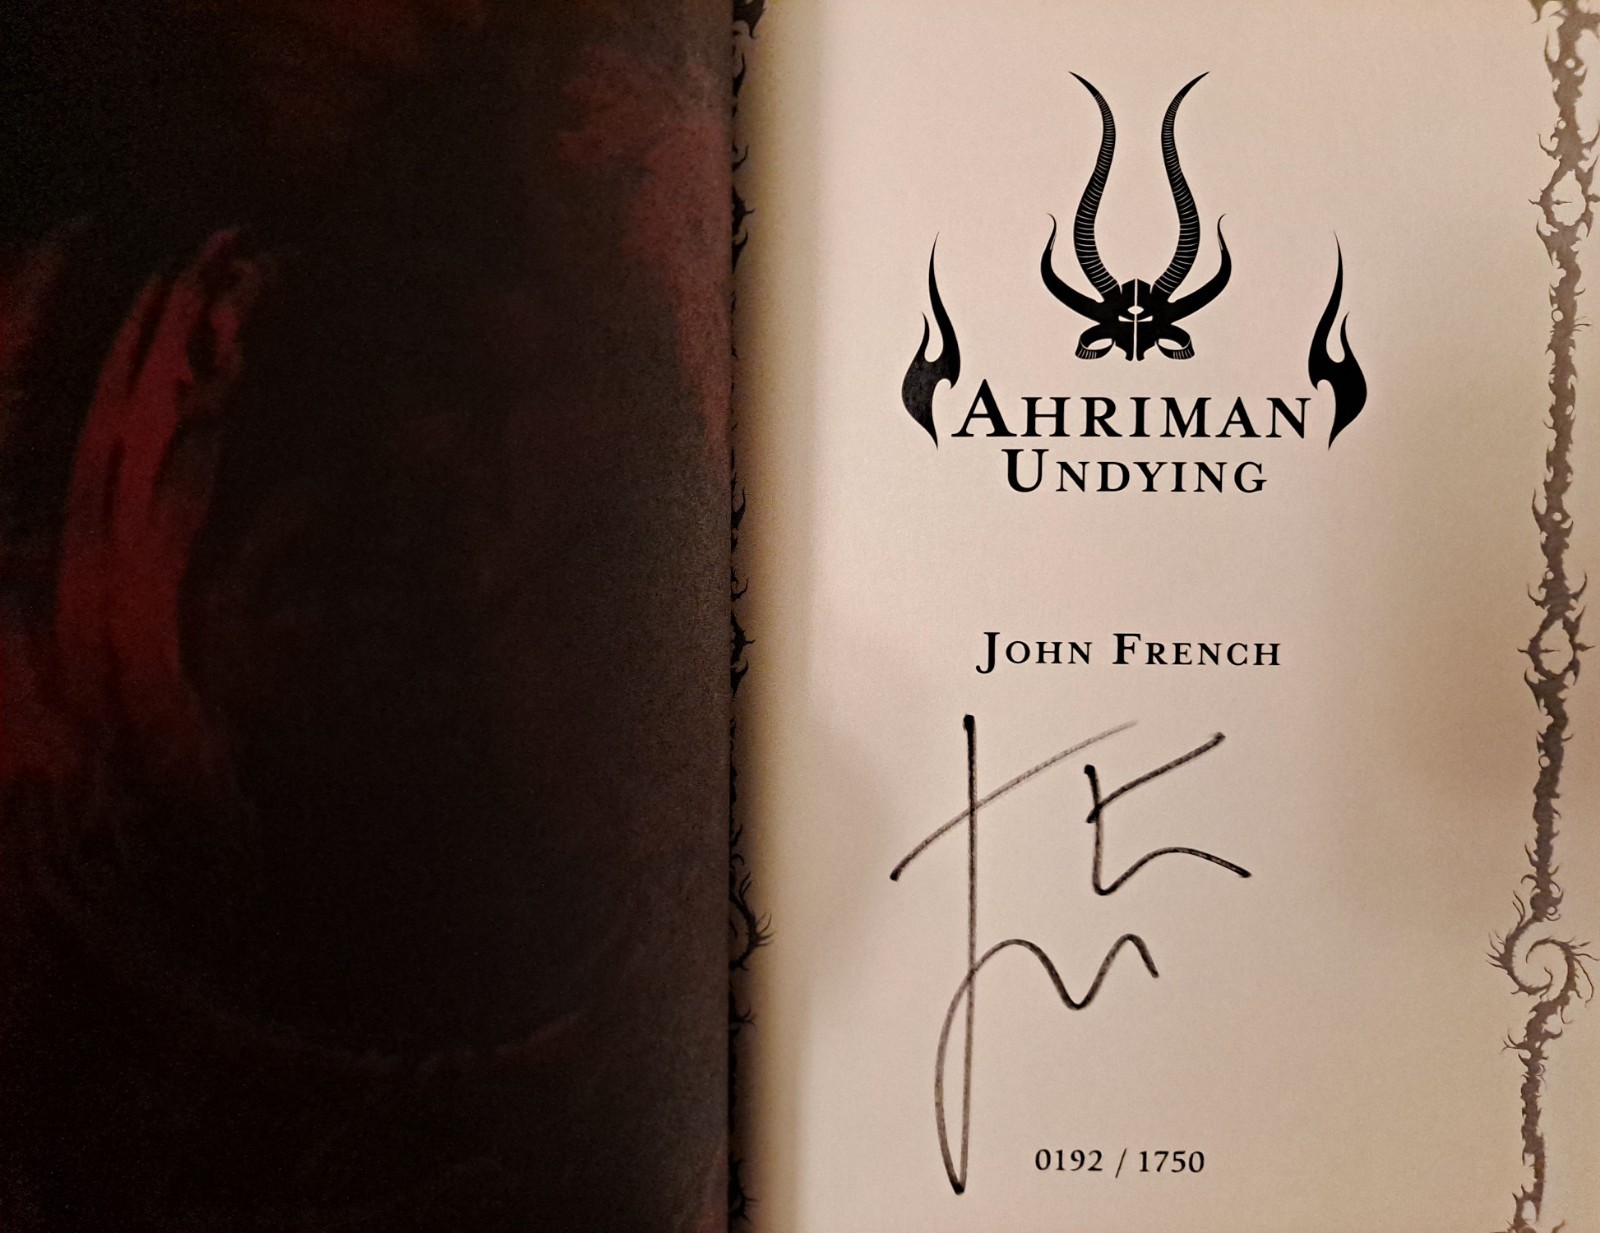 AHRIMAN
UNDYING
JOHN FRENCH
0192 / 1750